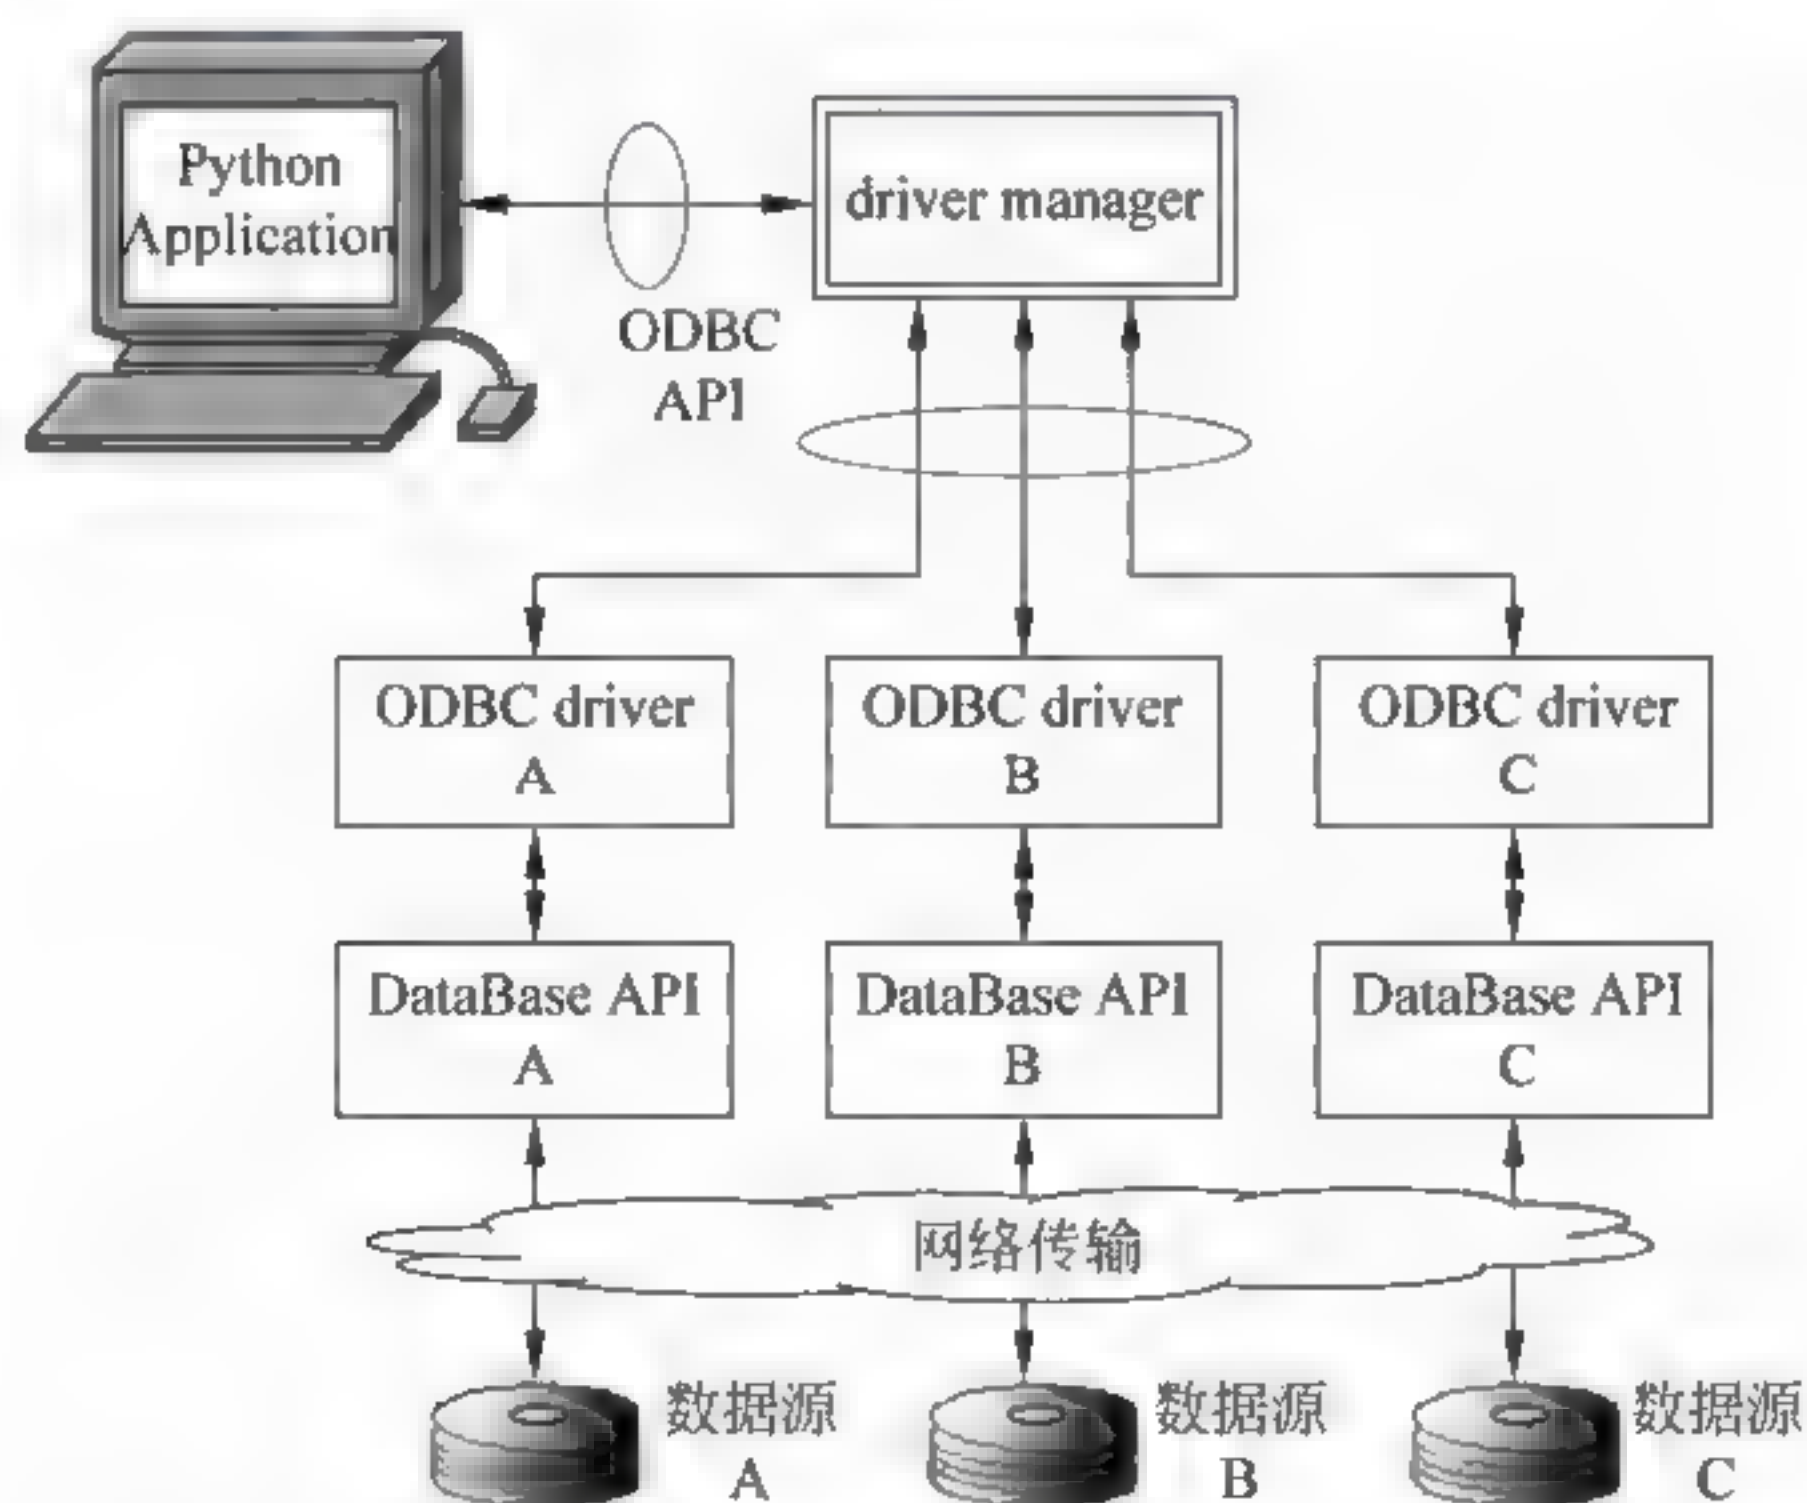 Python
Application
driver manager
ODBC
API
ODBC driver
A
ODBC driver
B
ODBC driver
C
DataBase API
A
DataBase API
B
DataBase API
C
网络传输
数据源
A
数据源
B
数据源
C